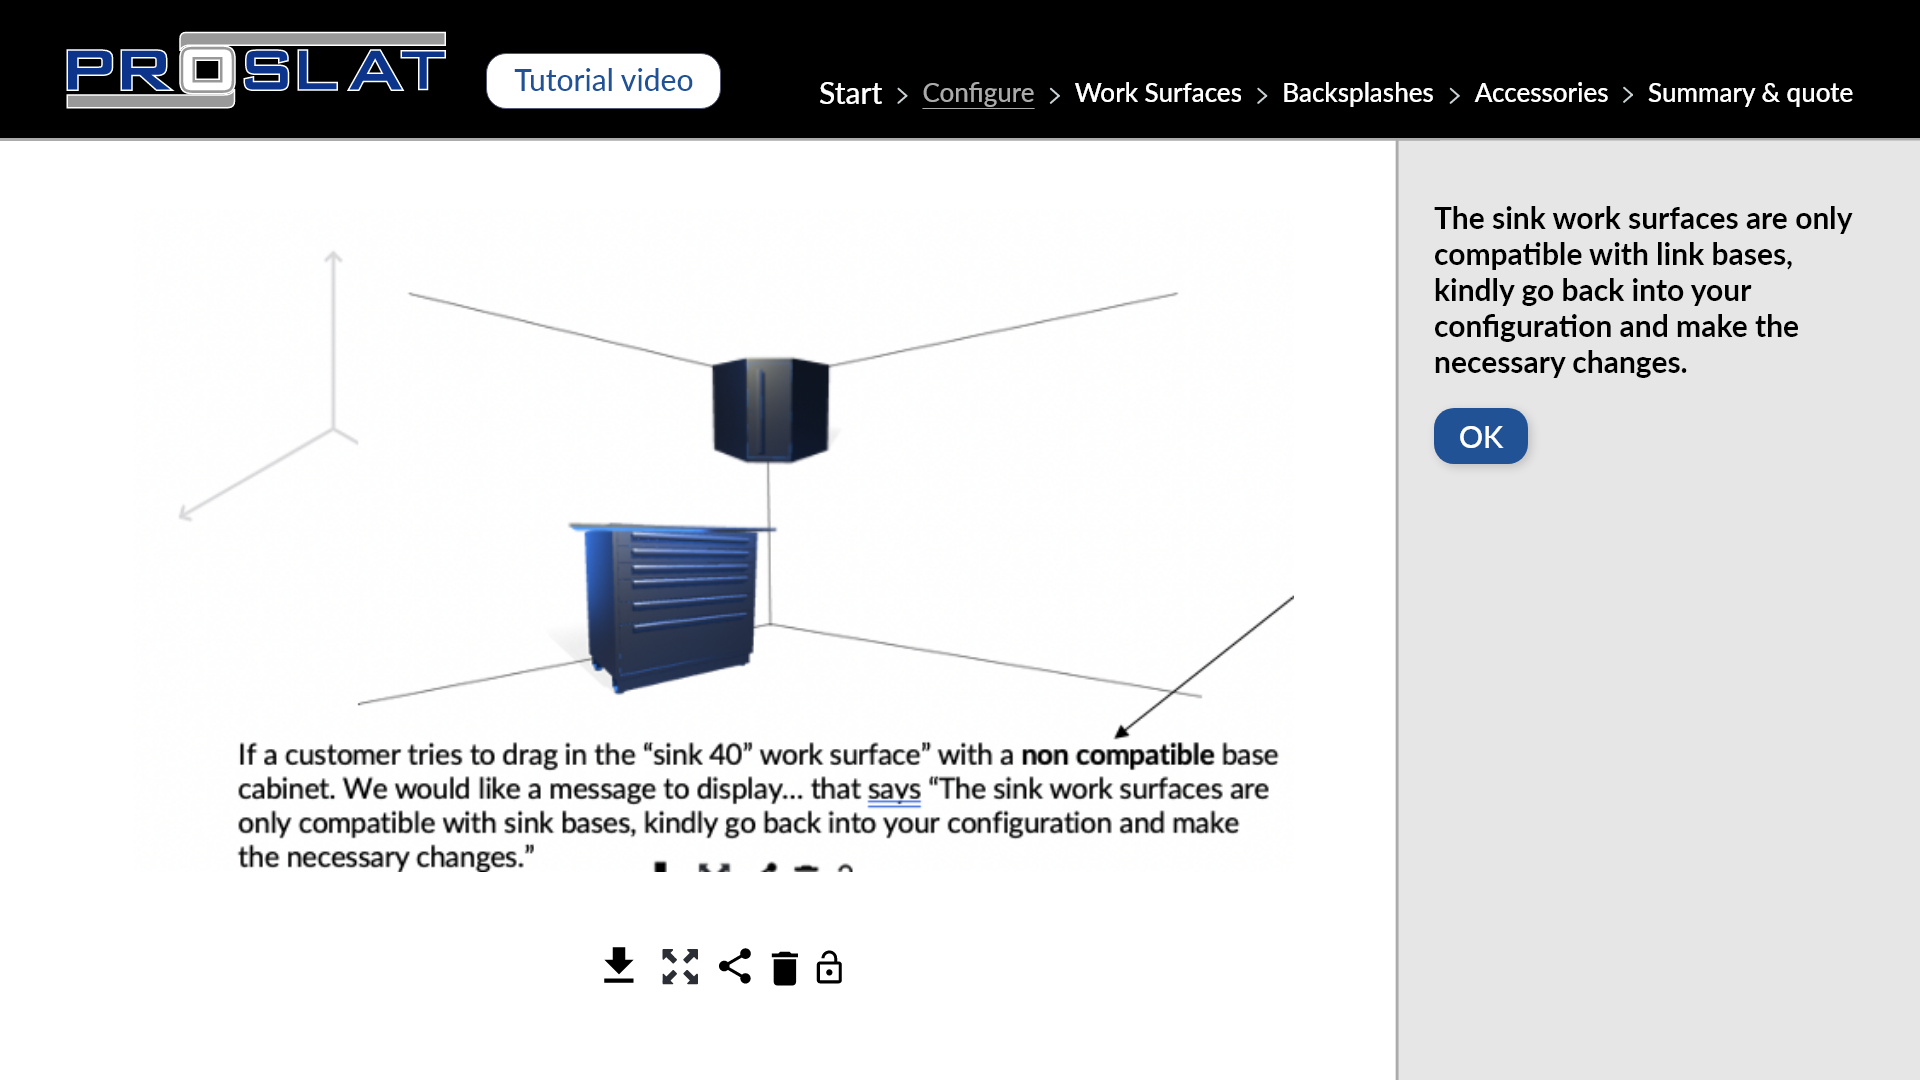 PROSLAT
Tutorial video
Start > Configure > Work Surfaces > Backsplashes > Accessories > Summary & quote
The sink work surfaces are only
compatible with link bases,
kindly go back into your
configuration and make the
necessary changes.
OK
If a customer tries to drag in the “sink 40” work surface” with a non compatible base
cabinet. We would like a message to display... that says “The sink work surfaces are
only compatible with sink bases, kindly go back into your configuration and make
the necessary changes.”